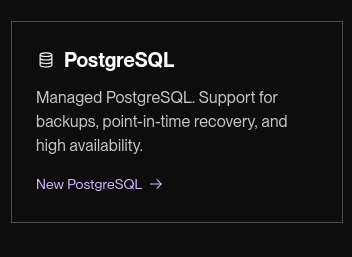 PostgreSQL
Managed PostgreSQL. Support for
backups, point-in-time recovery, and
high availability.
New PostgreSQL →